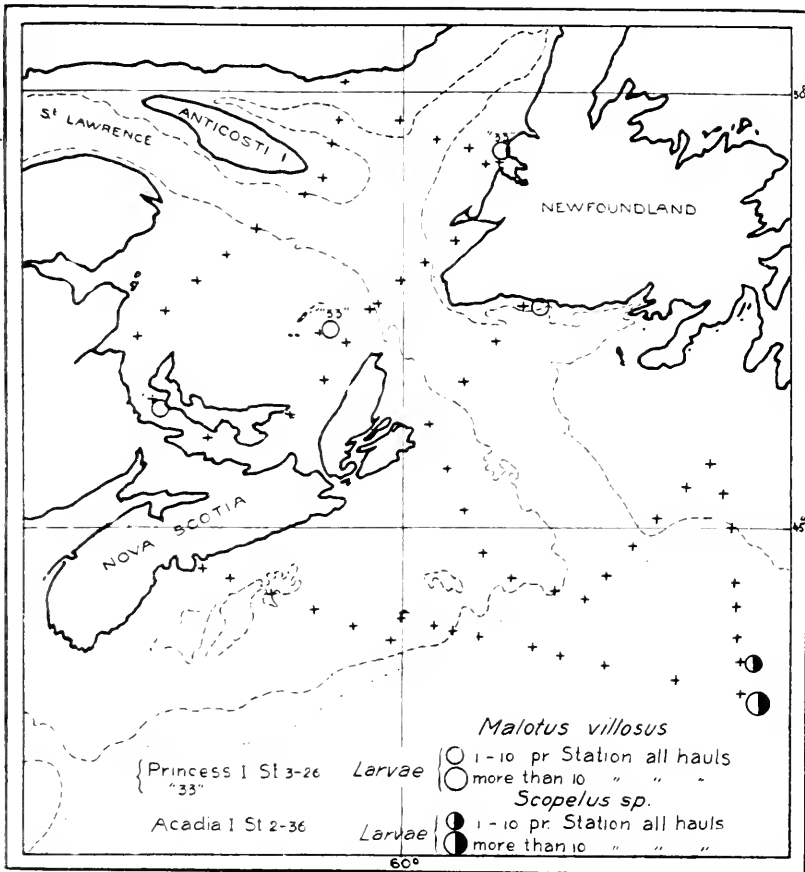 50°
St LAWRENCE
ANTICOSTI I
"33"
NEWFOUNDLAND
"33"
NOVA SCOTIA
45°
Malotus villosus
Princess I St 3-26
"33"
Larvae
1-10 pr. Station all hauls
more than 10 " " "
Scopelus sp.
Acadia I St 2-36
Larvae
1-10 pr. Station all hauls
more than 10 " " "
60°